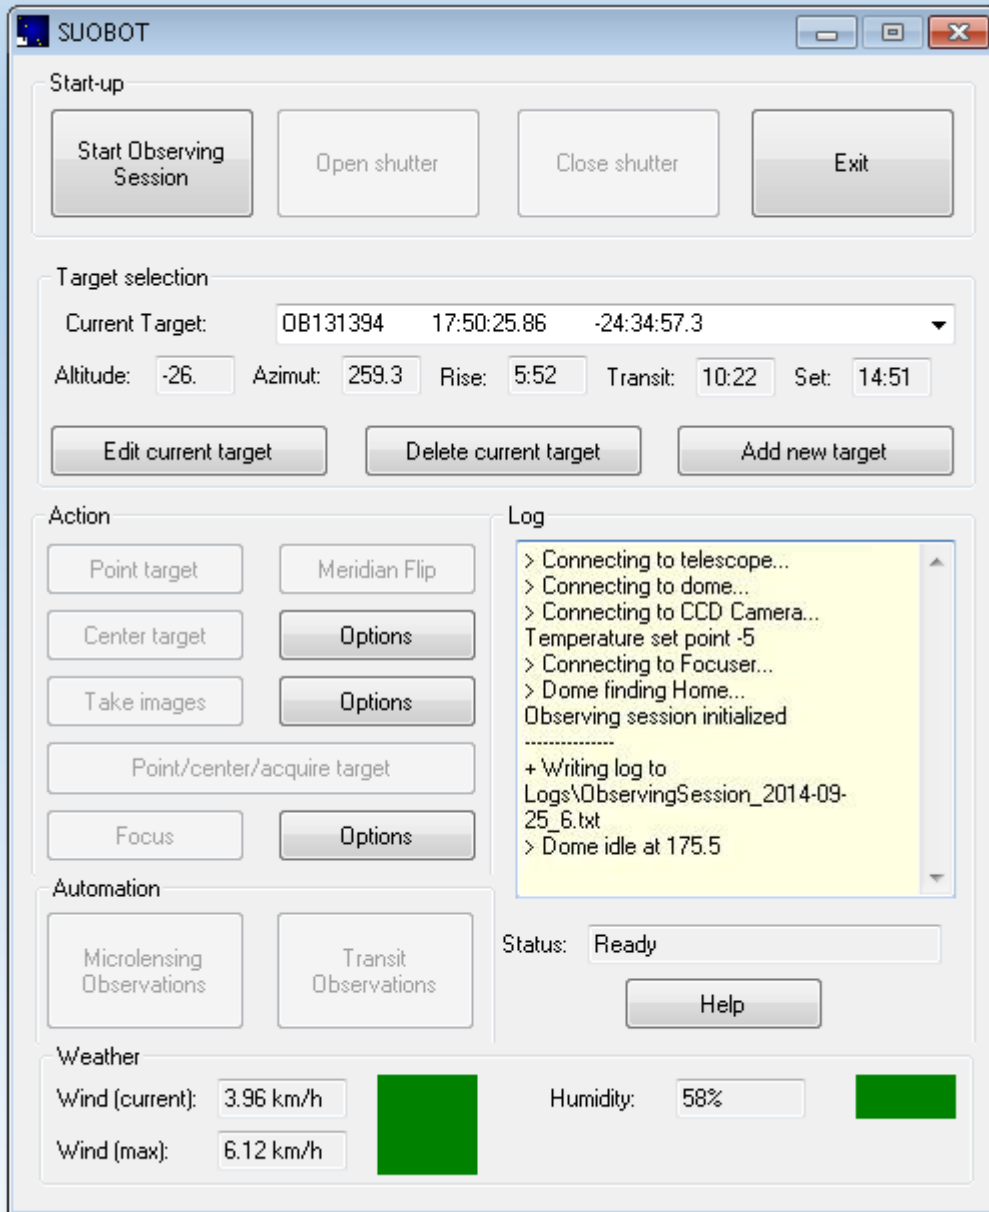 SUOBOT
Start-up
Start Observing
Session
Open shutter
Close shutter
Exit
Target selection
Current Target: OB131394 17:50:25.86 -24:34:57.3
Altitude: -26. Azimut: 259.3 Rise: 5:52 Transit: 10:22 Set: 14:51
Edit current target
Delete current target
Add new target
Action
Point target
Meridian Flip
Center target
Options
Take images
Options
Point/center/acquire target
Focus
Options
Log
> Connecting to telescope...
> Connecting to dome...
> Connecting to CCD Camera...
Temperature set point -5
> Connecting to Focuser...
> Dome finding Home...
Observing session initialized
---------------
+ Writing log to
Logs\ObservingSession_2014-09-
25_6.txt
> Dome idle at 175.5
Automation
Microlensing
Observations
Transit
Observations
Status: Ready
Help
Weather
Wind (current): 3.96 km/h
Humidity: 58%
Wind (max): 6.12 km/h